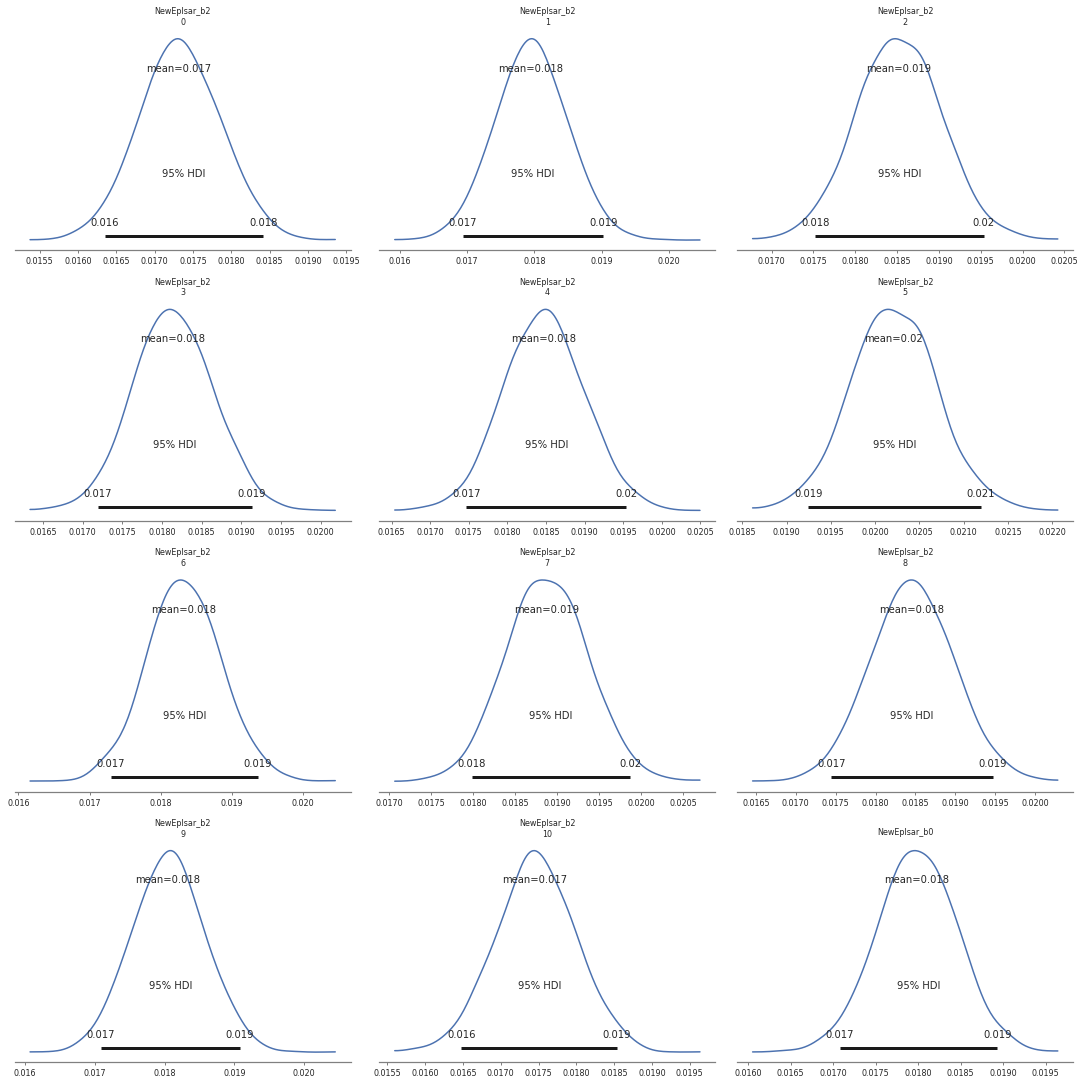 NewEplsar_b2
0
mean=0.017
95% HDI
0.016 0.018
0.0155 0.0160 0.0165 0.0170 0.0175 0.0180 0.0185 0.0190 0.0195
NewEplsar_b2
1
mean=0.018
95% HDI
0.017 0.019
0.016 0.017 0.018 0.019 0.020
NewEplsar_b2
2
mean=0.019
95% HDI
0.018 0.02
0.0170 0.0175 0.0180 0.0185 0.0190 0.0195 0.0200 0.0205
NewEplsar_b2
3
mean=0.018
95% HDI
0.017 0.019
0.0165 0.0170 0.0175 0.0180 0.0185 0.0190 0.0195 0.0200
NewEplsar_b2
4
mean=0.018
95% HDI
0.017 0.02
0.0165 0.0170 0.0175 0.0180 0.0185 0.0190 0.0195 0.0200 0.0205
NewEplsar_b2
5
mean=0.02
95% HDI
0.019 0.021
0.0185 0.0190 0.0195 0.0200 0.0205 0.0210 0.0215 0.0220
NewEplsar_b2
6
mean=0.018
95% HDI
0.017 0.019
0.016 0.017 0.018 0.019 0.020
NewEplsar_b2
7
mean=0.019
95% HDI
0.018 0.02
0.0170 0.0175 0.0180 0.0185 0.0190 0.0195 0.0200 0.0205
NewEplsar_b2
8
mean=0.018
95% HDI
0.017 0.019
0.0165 0.0170 0.0175 0.0180 0.0185 0.0190 0.0195 0.0200
NewEplsar_b2
9
mean=0.018
95% HDI
0.017 0.019
0.016 0.017 0.018 0.019 0.020
NewEplsar_b2
10
mean=0.017
95% HDI
0.016 0.019
0.0155 0.0160 0.0165 0.0170 0.0175 0.0180 0.0185 0.0190 0.0195
NewEplsar_b0
mean=0.018
95% HDI
0.017 0.019
0.0160 0.0165 0.0170 0.0175 0.0180 0.0185 0.0190 0.0195